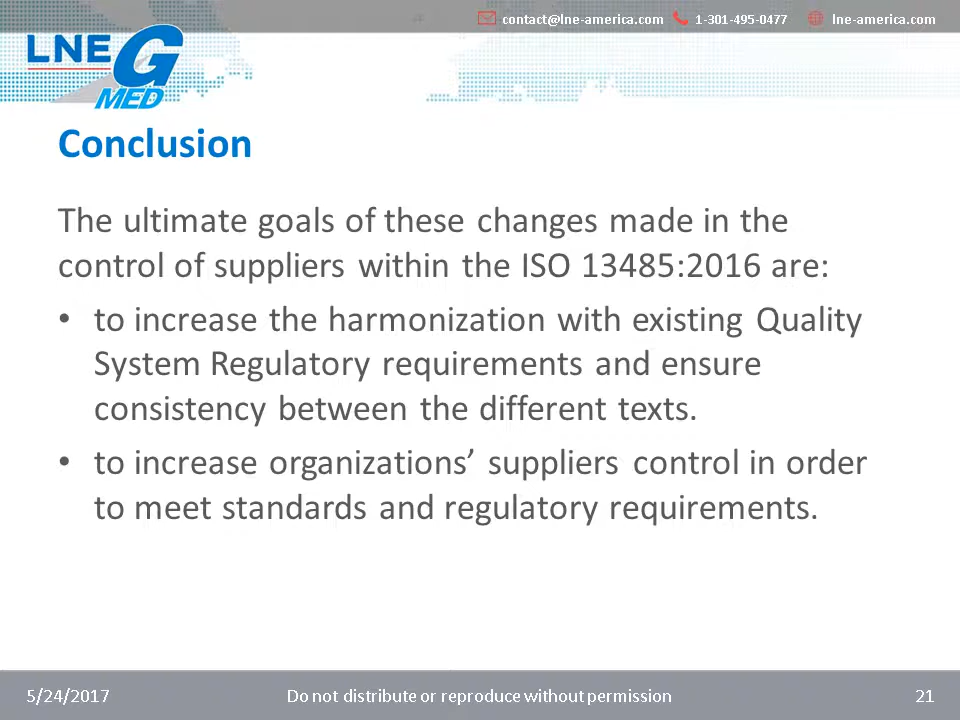 contact@lne-america.com 1-301-495-0477 lne-america.com
LNE G
MED
Conclusion
The ultimate goals of these changes made in the
control of suppliers within the ISO 13485:2016 are:
• to increase the harmonization with existing Quality
System Regulatory requirements and ensure
consistency between the different texts.
• to increase organizations’ suppliers control in order
to meet standards and regulatory requirements.
5/24/2017 Do not distribute or reproduce without permission 21